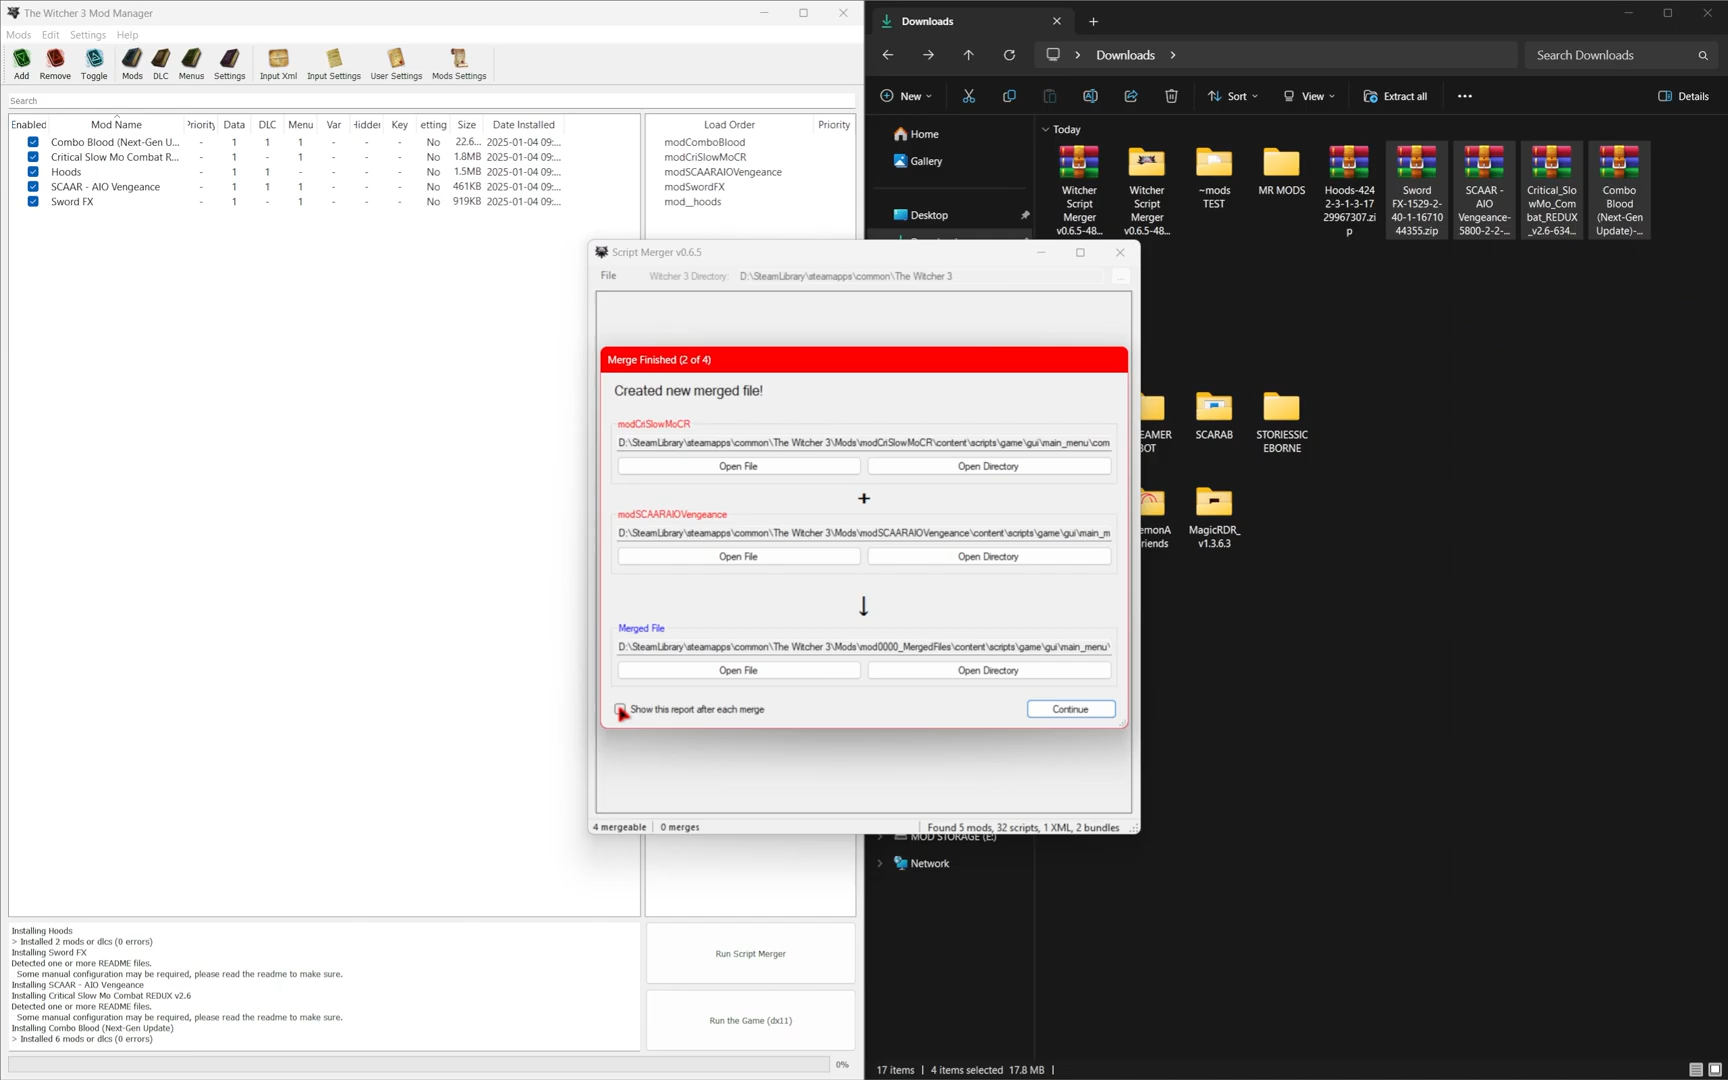 The Witcher 3 Mod Manager
Mods Edit Settings Help
Add Remove Toggle Mods DLC Menus Settings Input Xml Input Settings User Settings Mods Settings
Search
Enabled Mod Name Priority Data DLC Menu Var Hidden Key etting Size Date Installed
Combo Blood (Next-Gen U... - 1 1 1 - - - No 22.6... 2025-01-04 09:...
Critical Slow Mo Combat R... - 1 - 1 - - - No 1.8MB 2025-01-04 09:...
Hoods - 1 1 - - - - No 1.5MB 2025-01-04 09:...
SCAAR - AIO Vengeance - 1 1 1 - - - No 461KB 2025-01-04 09:...
Sword FX - 1 - 1 - - - No 919KB 2025-01-04 09:...
Load Order Priority
modComboBlood
modCriSlowMoCR
modSCAARAIOVengeance
modSwordFX
mod__hoods
Installing Hoods
> Installed 2 mods or dlcs (0 errors)
Installing Sword FX
Detected one or more README files.
Some manual configuration may be required, please read the readme to make sure.
Installing SCAAR - AIO Vengeance
Installing Critical Slow Mo Combat REDUX v2.6
Detected one or more README files.
Some manual configuration may be required, please read the readme to make sure.
Installing Combo Blood (Next-Gen Update)
> Installed 6 mods or dlcs (0 errors)
0%
Run Script Merger
Run the Game (dx11)
Script Merger v0.6.5
File Witcher 3 Directory: D:\SteamLibrary\steamapps\common\The Witcher 3 ...
Merge Finished (2 of 4)
Created new merged file!
modCriSlowMoCR
D:\SteamLibrary\steamapps\common\The Witcher 3\Mods\modCriSlowMoCR\content\scripts\game\gui\main_menu\com
Open File Open Directory
+
modSCAARAIOVengeance
D:\SteamLibrary\steamapps\common\The Witcher 3\Mods\modSCAARAIOVengeance\content\scripts\game\gui\main_m
Open File Open Directory
↓
Merged File
D:\SteamLibrary\steamapps\common\The Witcher 3\Mods\mod0000_MergedFiles\content\scripts\game\gui\main_menu\
Open File Open Directory
Show this report after each merge Continue
4 mergeable 0 merges Found 5 mods, 32 scripts, 1 XML, 2 bundles
Downloads
Downloads
Search Downloads
New Sort View Extract all ... Details
Home
Gallery
Desktop
MOD STORAGE (E:)
Network
Today
Witcher
Script
Merger
v0.6.5-48...
Witcher
Script
Merger
v0.6.5-48...
~mods
TEST
MR MODS
Hoods-424
2-3-1-3-17
29967307.zi
p
Sword
FX-1529-2-
40-1-16710
44355.zip
SCAAR -
AIO
Vengeance-
5800-2-2-...
Critical_Slo
wMo_Com
bat_REDUX
_v2.6-634...
Combo
Blood
(Next-Gen
Update)-...
EAMER
BOT
SCARAB
STORIESSIC
EBORNE
emonA
riends
MagicRDR_
v1.3.6.3
17 items 4 items selected 17.8 MB